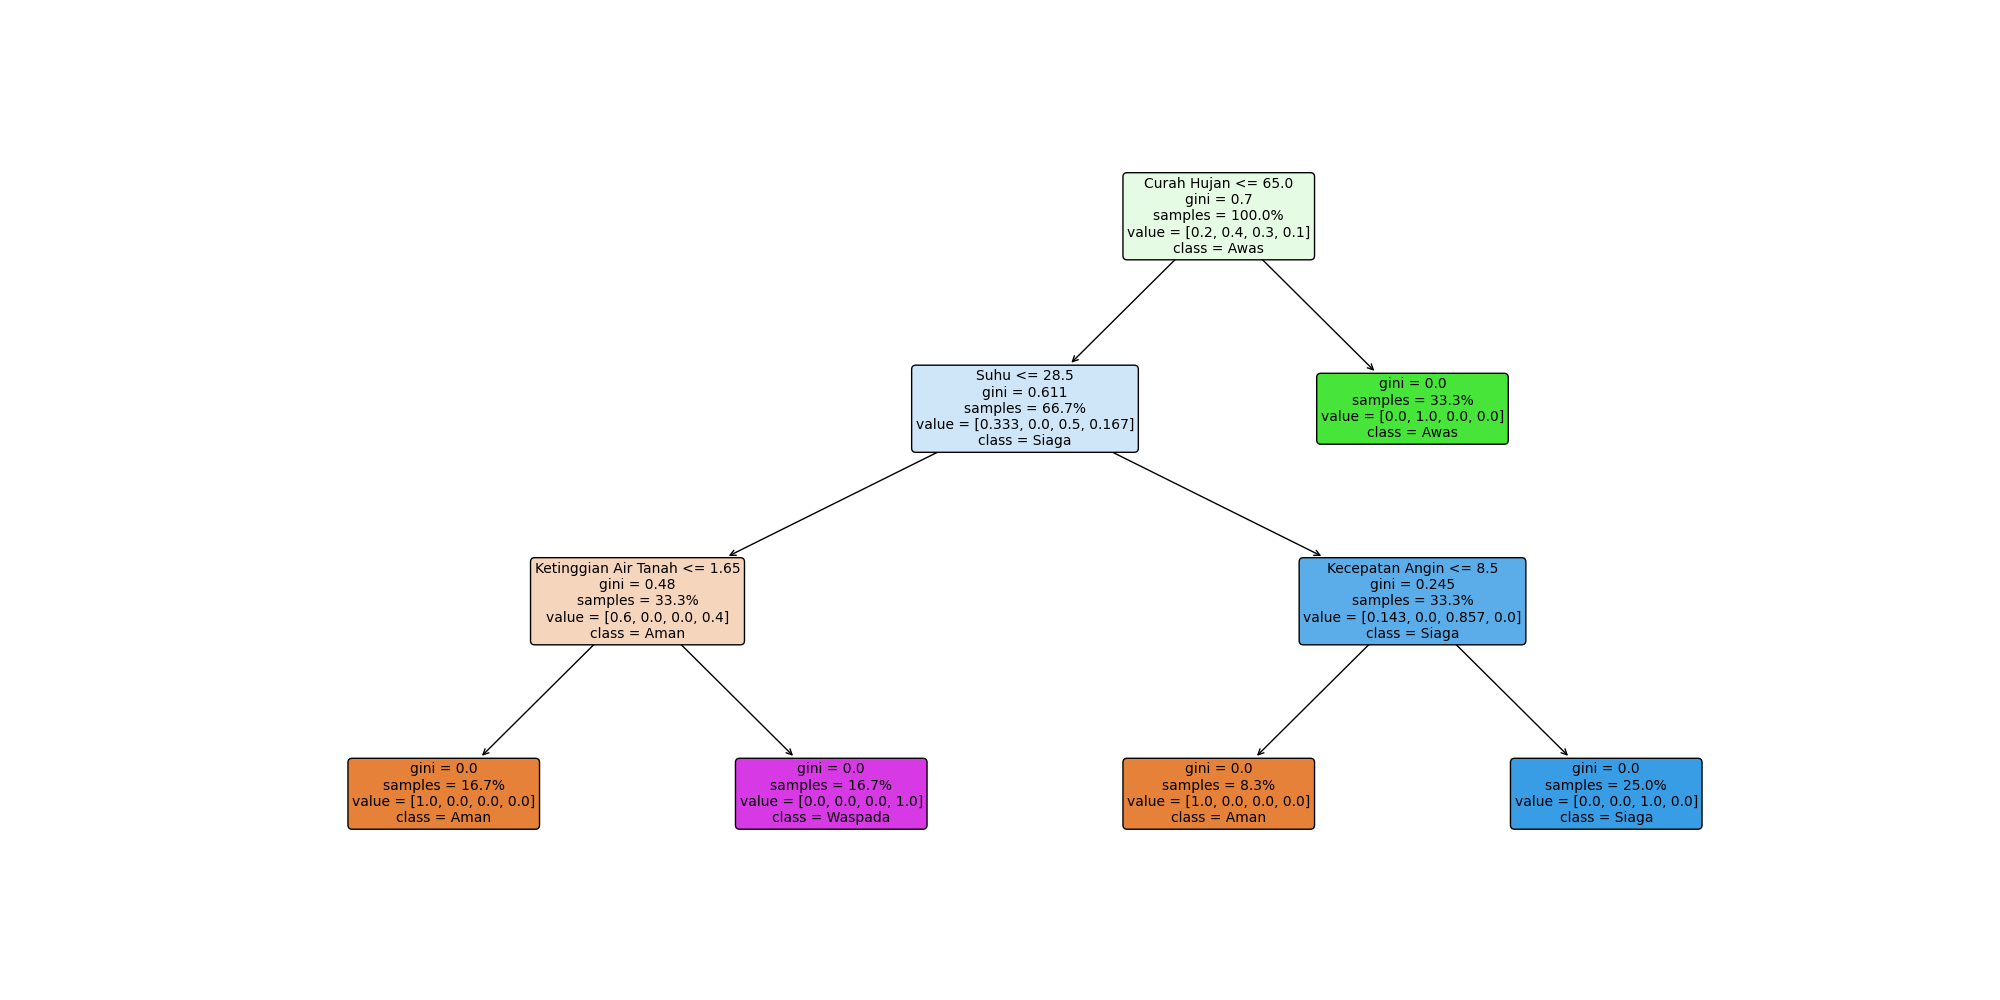 Curah Hujan <= 65.0
gini = 0.7
samples = 100.0%
value = [0.2, 0.4, 0.3, 0.1]
class = Awas
Suhu <= 28.5
gini = 0.611
samples = 66.7%
value = [0.333, 0.0, 0.5, 0.167]
class = Siaga
gini = 0.0
samples = 33.3%
value = [0.0, 1.0, 0.0, 0.0]
class = Awas
Ketinggian Air Tanah <= 1.65
gini = 0.48
samples = 33.3%
value = [0.6, 0.0, 0.0, 0.4]
class = Aman
Kecepatan Angin <= 8.5
gini = 0.245
samples = 33.3%
value = [0.143, 0.0, 0.857, 0.0]
class = Siaga
gini = 0.0
samples = 16.7%
value = [1.0, 0.0, 0.0, 0.0]
class = Aman
gini = 0.0
samples = 16.7%
value = [0.0, 0.0, 0.0, 1.0]
class = Waspada
gini = 0.0
samples = 8.3%
value = [1.0, 0.0, 0.0, 0.0]
class = Aman
gini = 0.0
samples = 25.0%
value = [0.0, 0.0, 1.0, 0.0]
class = Siaga